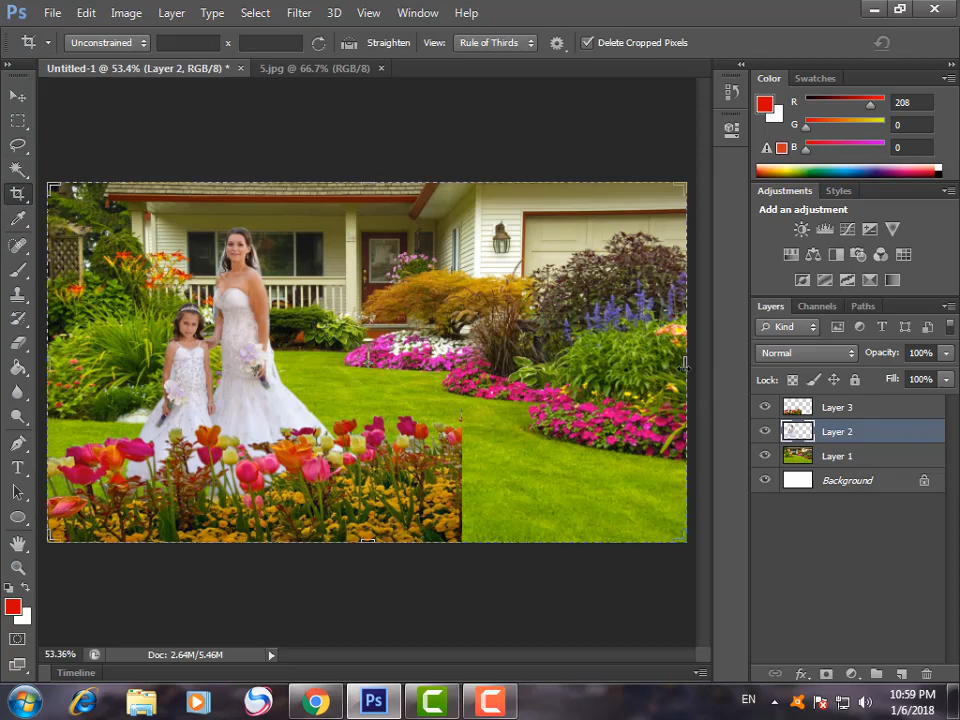 Ps File Edit Image Layer Type Select Filter 3D View Window Help
Unconstrained x Straighten View: Rule of Thirds Delete Cropped Pixels
Untitled-1 @ 53.4% (Layer 2, RGB/8) * × 5.jpg @ 66.7% (RGB/8) ×
Color Swatches
R 208
G 0
B 0
Adjustments Styles
Add an adjustment
Layers Channels Paths
Kind
Normal Opacity: 100%
Lock: Fill: 100%
Layer 3
Layer 2
Layer 1
Background
53.36% Doc: 2.64M/5.46M
Timeline
Ps EN 10:59 PM
1/6/2018